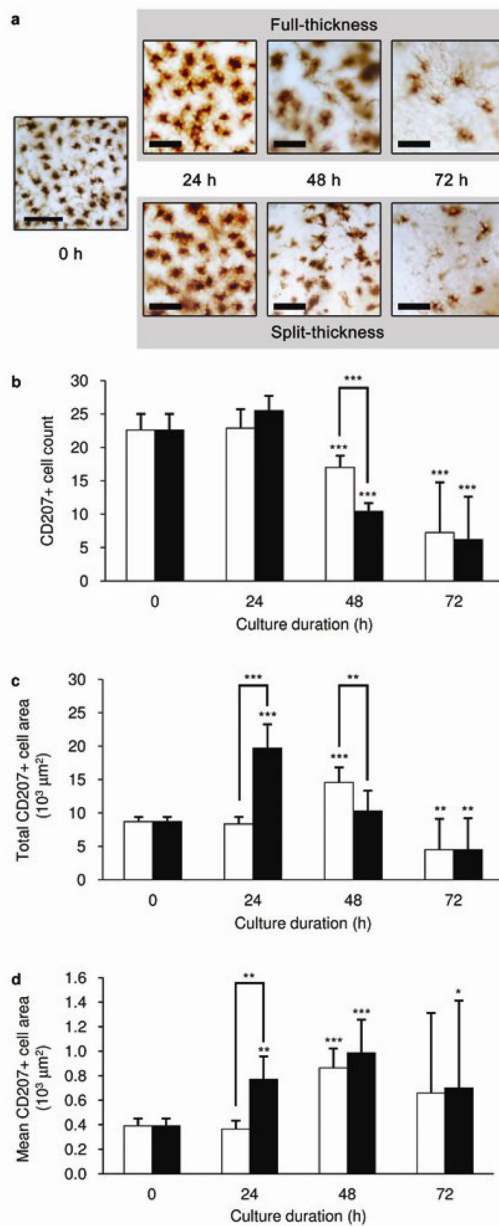 a
Full-thickness
24 h 48 h 72 h
0 h
Split-thickness
b
CD207+ cell count
30
25
20
15
10
5
0
***
***
***
***
***
0 24 48 72
Culture duration (h)
c
Total CD207+ cell area
(10³ µm²)
30
25
20
15
10
5
0
***
***
**
***
** **
0 24 48 72
Culture duration (h)
d
Mean CD207+ cell area
(10³ µm²)
1.6
1.4
1.2
1.0
0.8
0.6
0.4
0.2
0.0
**
**
***
***
*
0 24 48 72
Culture duration (h)